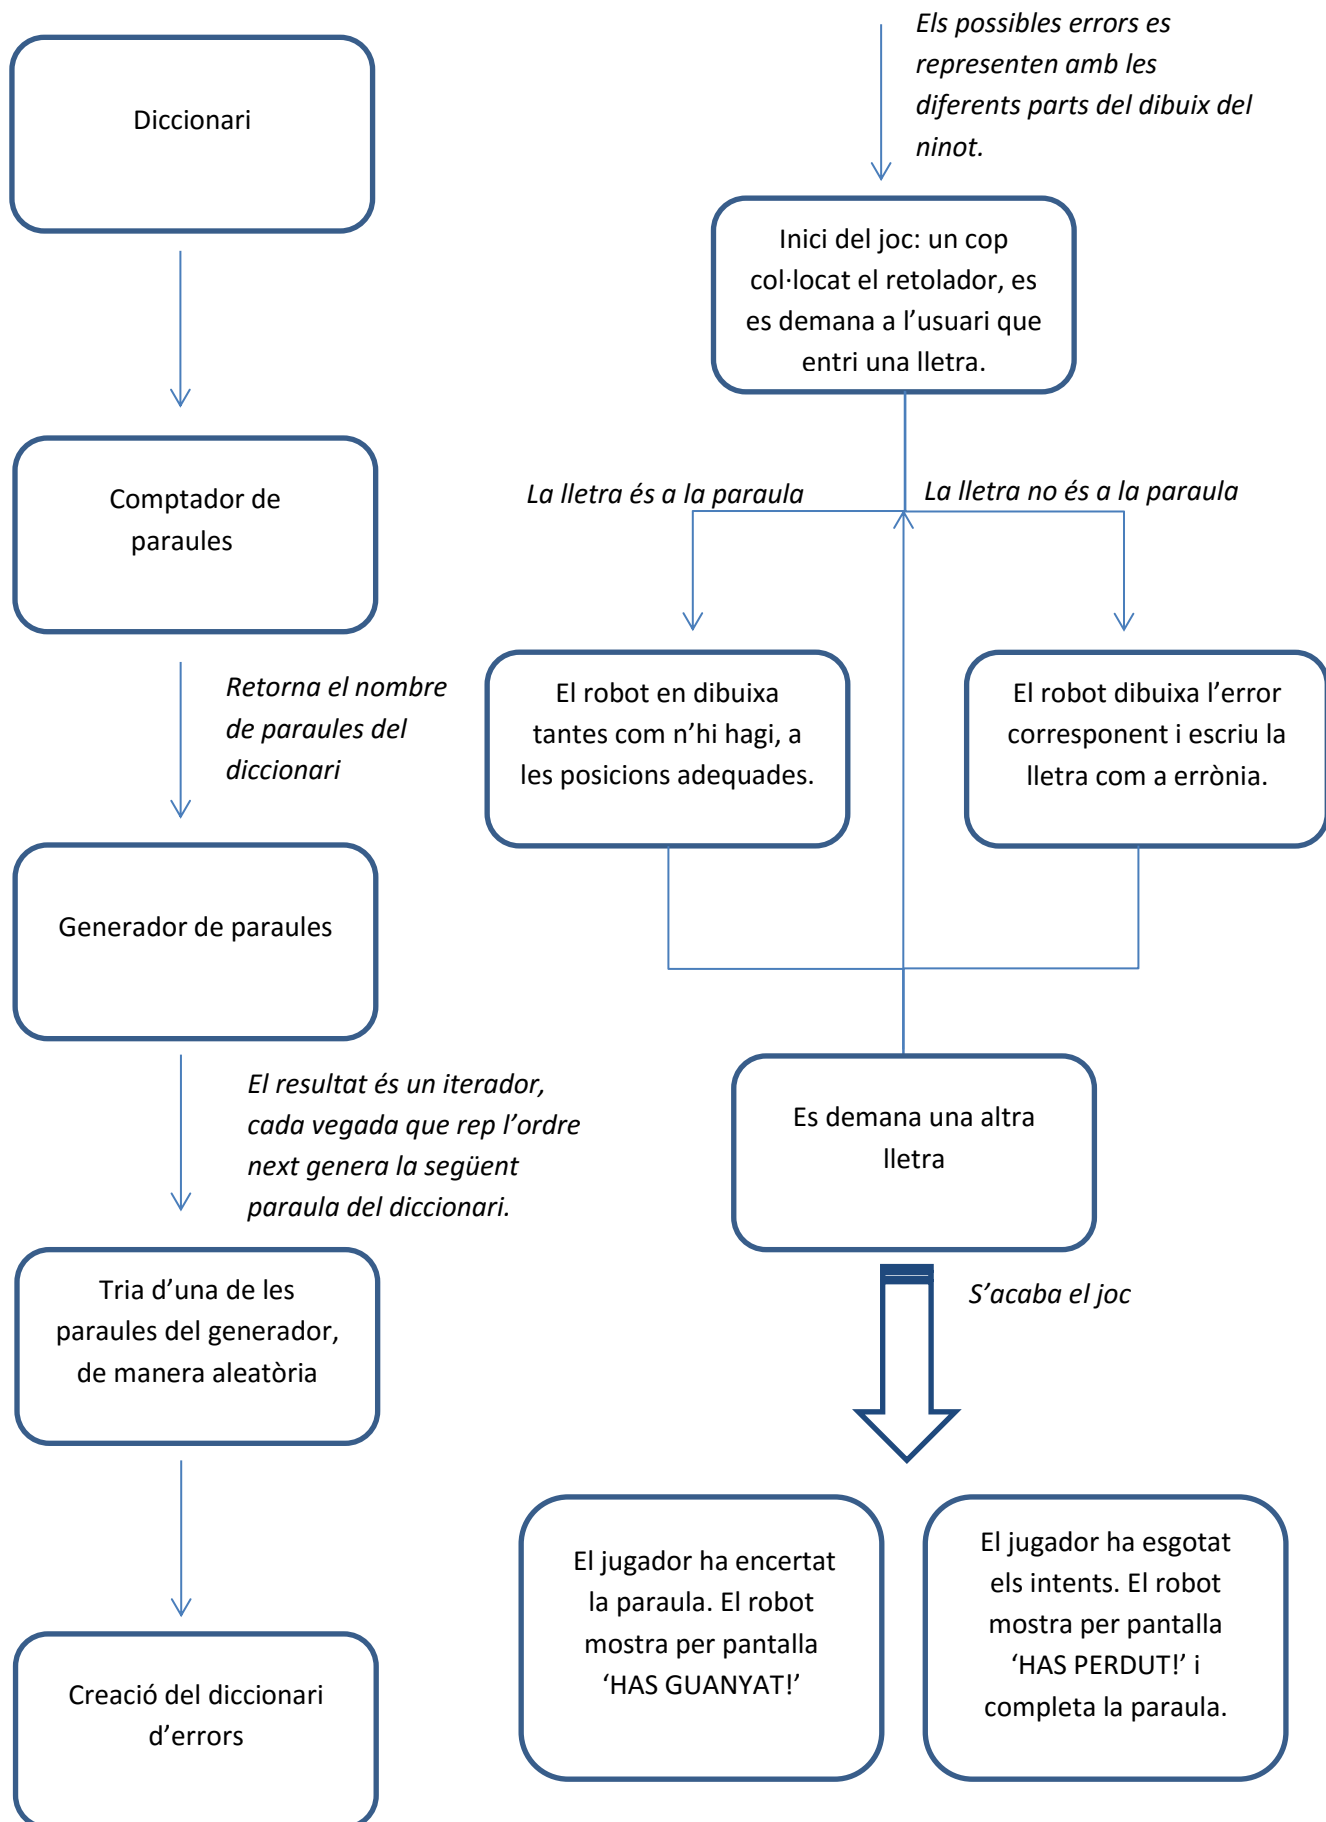 Diccionari
Comptador de
paraules
Retorna el nombre
de paraules del
diccionari
Generador de paraules
El resultat és un iterador,
cada vegada que rep l’ordre
next genera la següent
paraula del diccionari.
Tria d’una de les
paraules del generador,
de manera aleatòria
Creació del diccionari
d’errors
Els possibles errors es
representen amb les
diferents parts del dibuix del
ninot.
Inici del joc: un cop
col·locat el retolador, es
es demana a l’usuari que
entri una lletra.
La lletra és a la paraula
La lletra no és a la paraula
El robot en dibuixa
tantes com n’hi hagi, a
les posicions adequades.
El robot dibuixa l’error
corresponent i escriu la
lletra com a errònia.
Es demana una altra
lletra
S’acaba el joc
El jugador ha encertat
la paraula. El robot
mostra per pantalla
‘HAS GUANYAT!’
El jugador ha esgotat
els intents. El robot
mostra per pantalla
‘HAS PERDUT!’ i
completa la paraula.